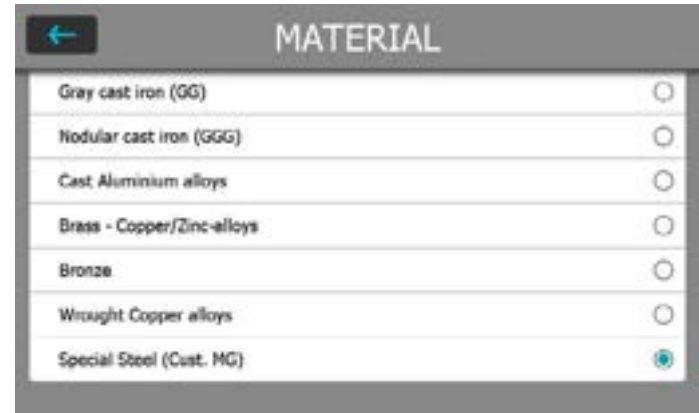 MATERIAL
Gray cast iron (GG)
Nodular cast iron (GGG)
Cast Aluminium alloys
Brass - Copper/Zinc-alloys
Bronze
Wrought Copper alloys
Special Steel (Cust. MG)